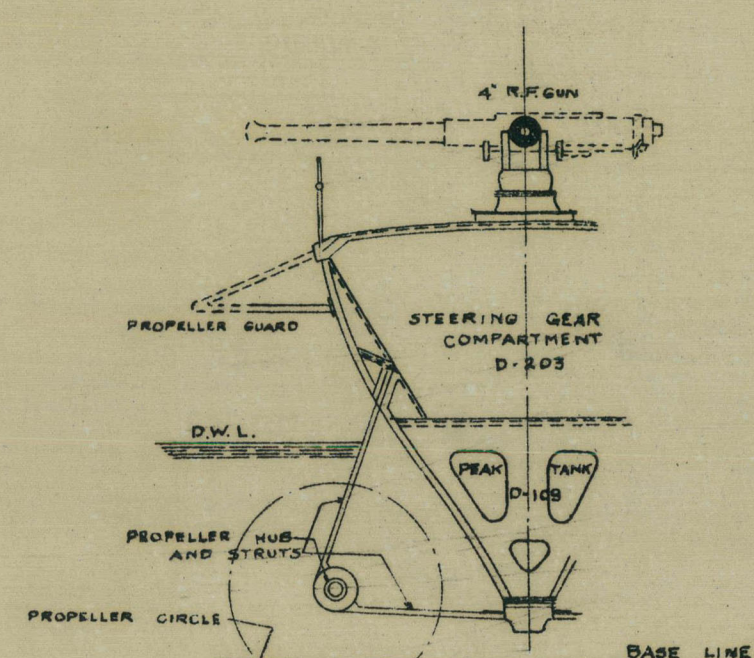 4" R.F. GUN
PROPELLER GUARD
STEERING GEAR
COMPARTMENT
D-203
D.W.L.
PEAK TANK
D-109
PROPELLER HUB
AND STRUTS
PROPELLER CIRCLE
BASE LINE